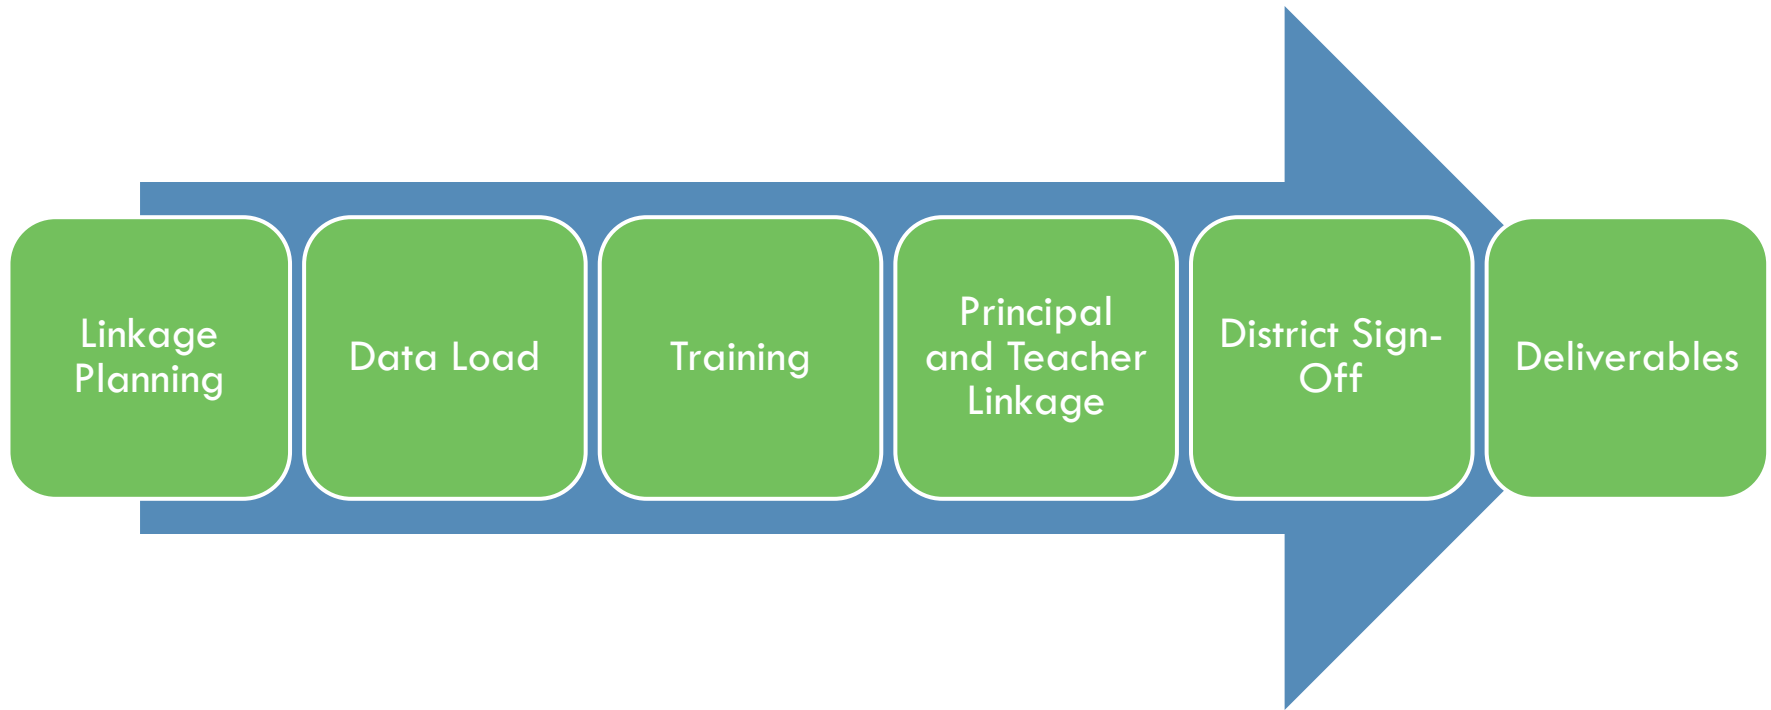 Linkage
Planning
Data Load
Training
Principal
and Teacher
Linkage
District Sign-
Off
Deliverables